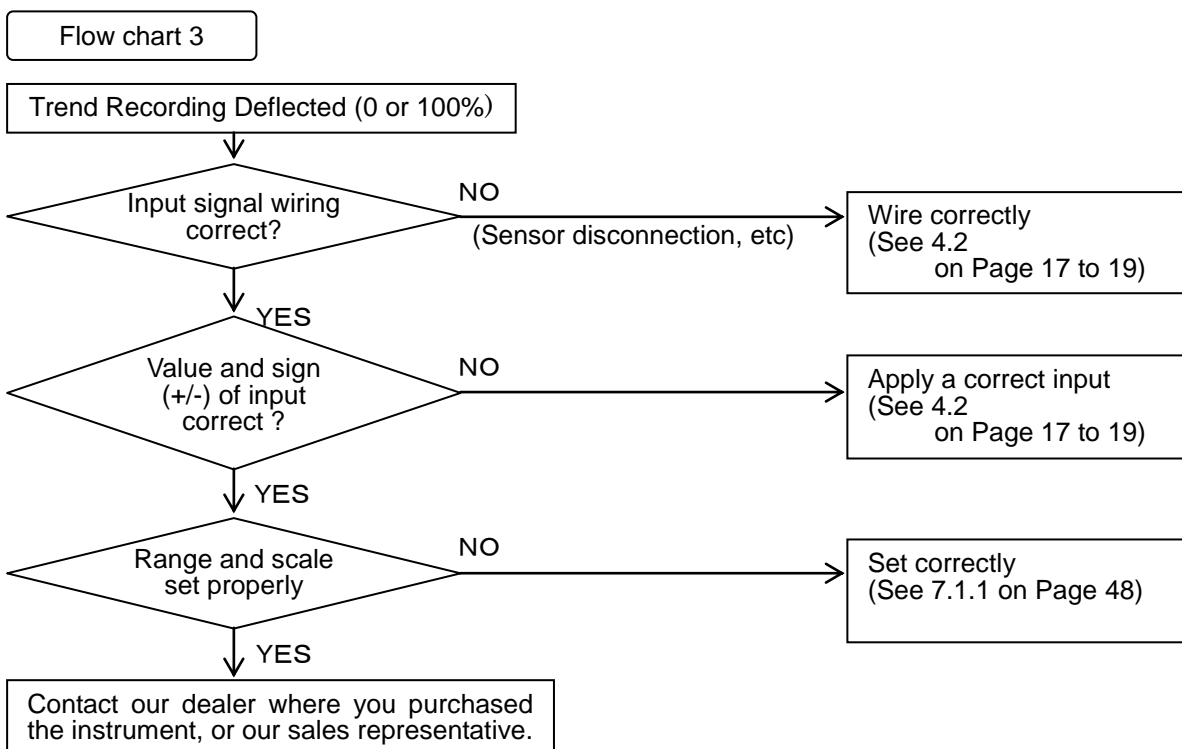 Flow chart 3
Trend Recording Deflected (0 or 100%)
Input signal wiring
correct?
NO
(Sensor disconnection, etc)
Wire correctly
(See 4.2
on Page 17 to 19)
YES
Value and sign
(+/-) of input
correct ?
NO
Apply a correct input
(See 4.2
on Page 17 to 19)
YES
Range and scale
set properly
NO
Set correctly
(See 7.1.1 on Page 48)
YES
Contact our dealer where you purchased
the instrument, or our sales representative.